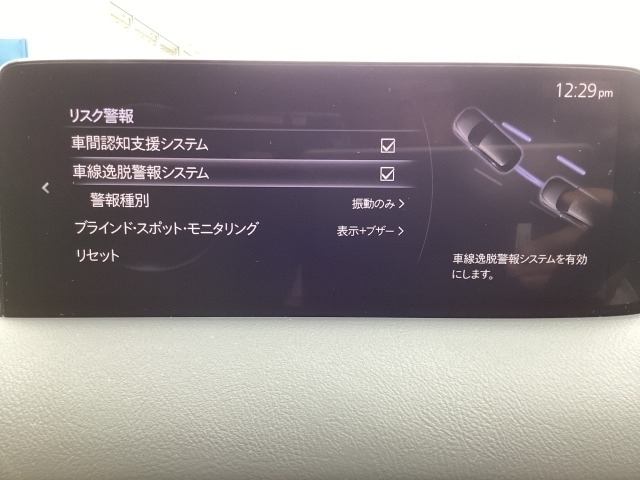 12:29pm
リスク警報
車間認知支援システム
車線逸脱警報システム
警報種別 振動のみ
ブラインド・スポット・モニタリング 表示+ブザー
リセット
車線逸脱警報システムを有効
にします。